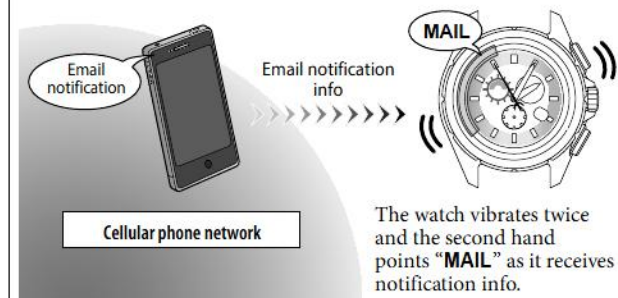 MAIL
Email
notification
Email notification
info
Cellular phone network
The watch vibrates twice
and the second hand
points “MAIL” as it receives
notification info.